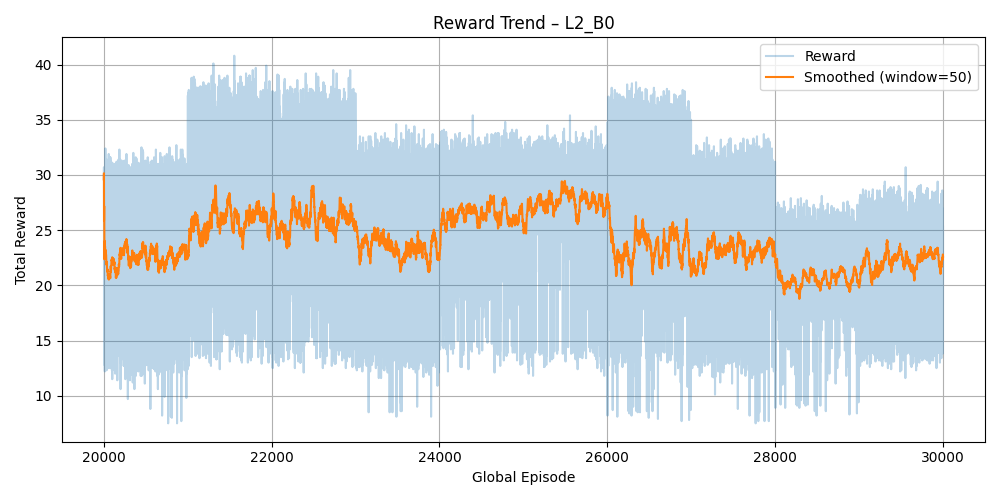 Reward Trend – L2_B0
Reward
Smoothed (window=50)
Total Reward
40
35
30
25
20
15
10
20000
22000
24000
26000
28000
30000
Global Episode